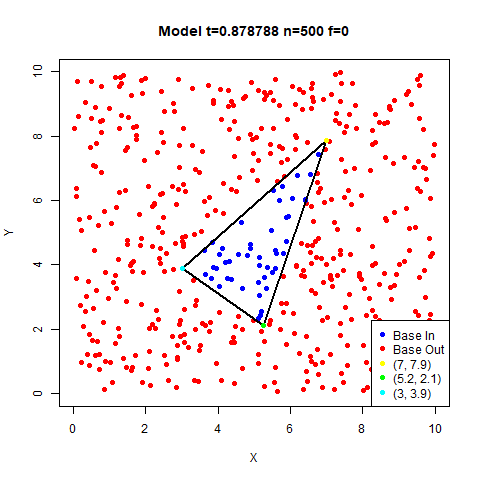 Model t=0.878788 n=500 f=0
10
8
6
4
2
0
Y
0 2 4 6 8 10
X
Base In
Base Out
(7, 7.9)
(5.2, 2.1)
(3, 3.9)